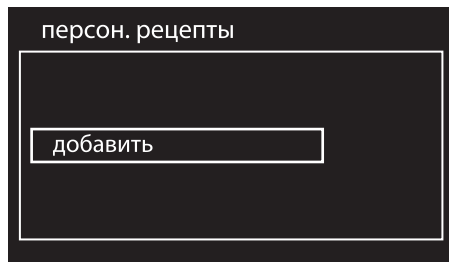 персон. рецепты
добавить